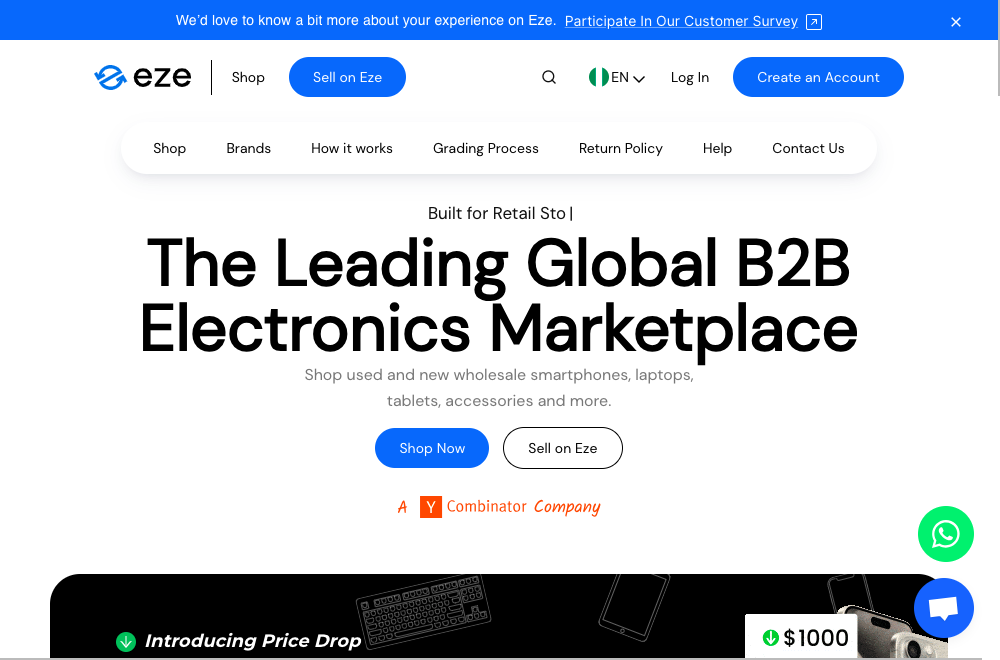 We'd love to know a bit more about your experience on Eze. Participate In Our Customer Survey
eze Shop Sell on Eze EN Log In Create an Account
Shop Brands How it works Grading Process Return Policy Help Contact Us
Built for Retail Sto|
The Leading Global B2B
Electronics Marketplace
Shop used and new wholesale smartphones, laptops,
tablets, accessories and more.
Shop Now Sell on Eze
A Y Combinator Company
Introducing Price Drop
$1000